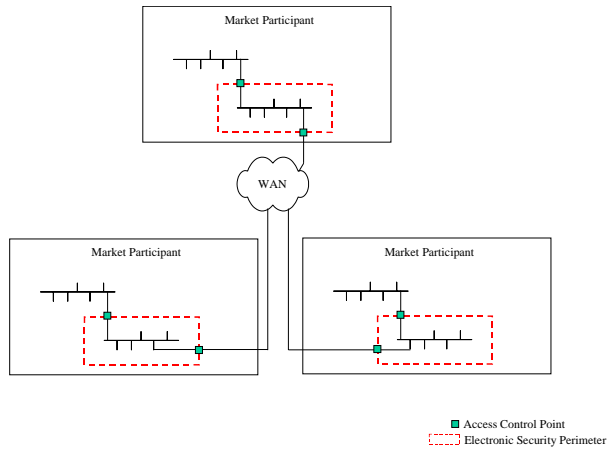 Market Participant
WAN
Market Participant
Market Participant
Access Control Point
Electronic Security Perimeter